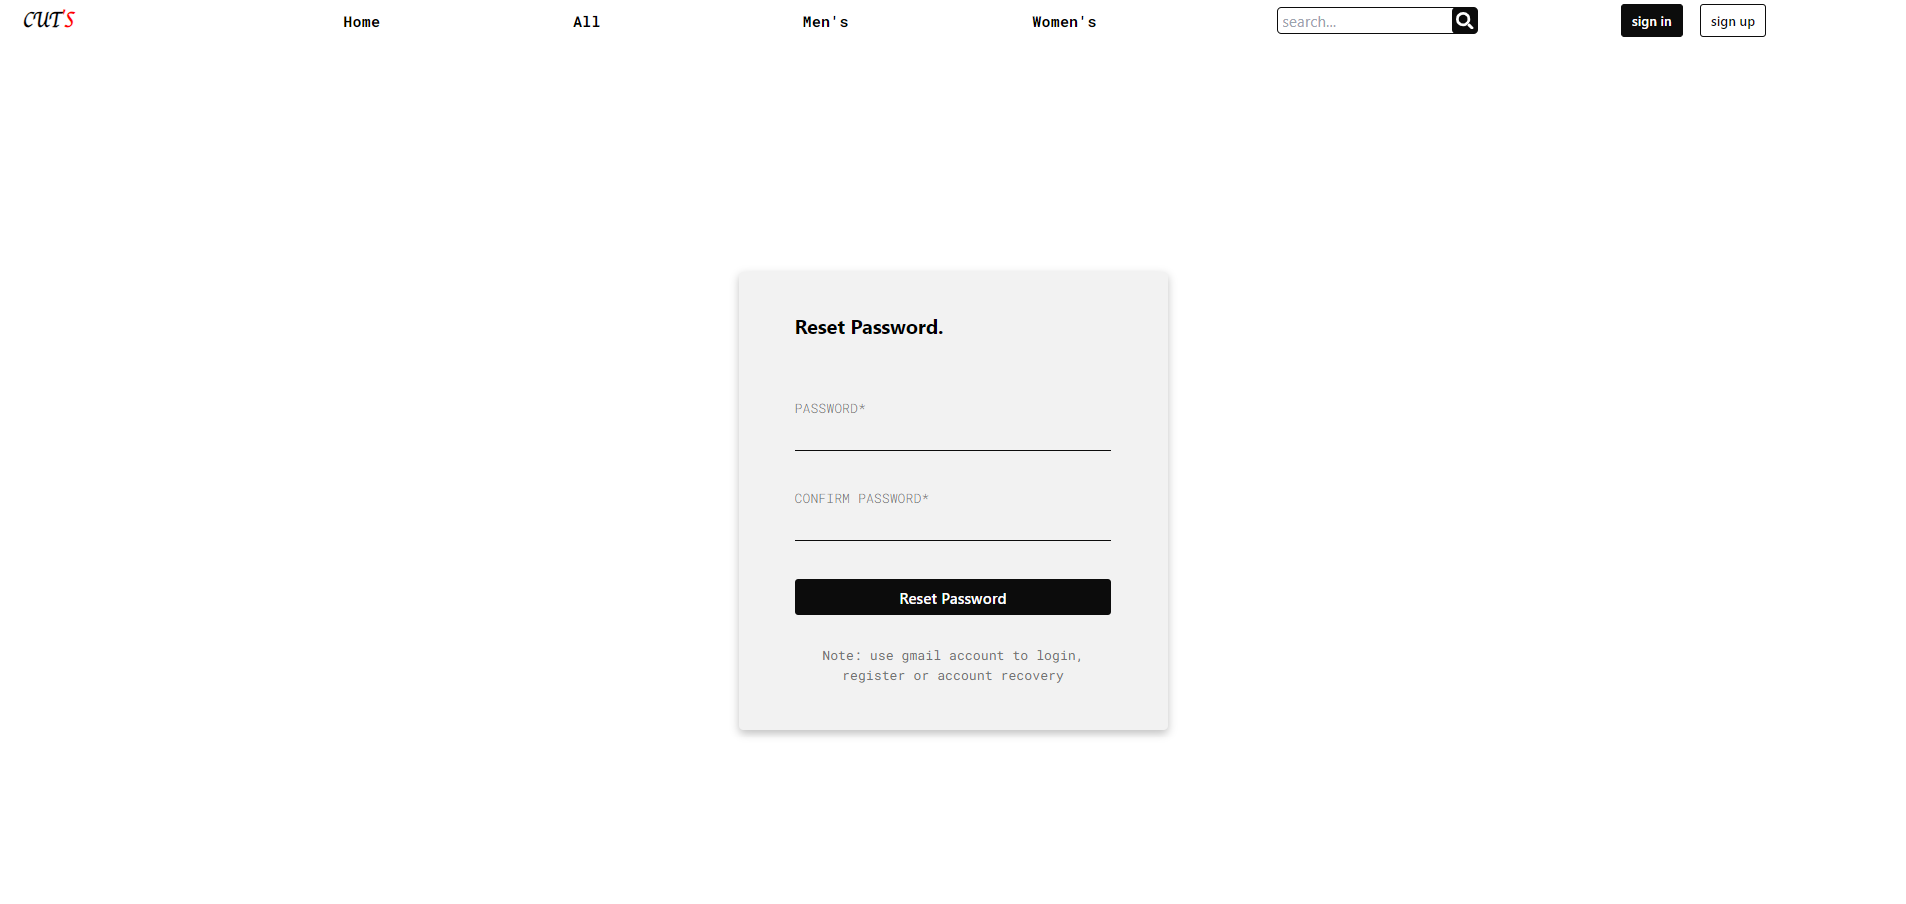 CUT'S
Home
All
Men's
Women's
search...
sign in
sign up
Reset Password.
PASSWORD*
CONFIRM PASSWORD*
Reset Password
Note: use gmail account to login,
register or account recovery